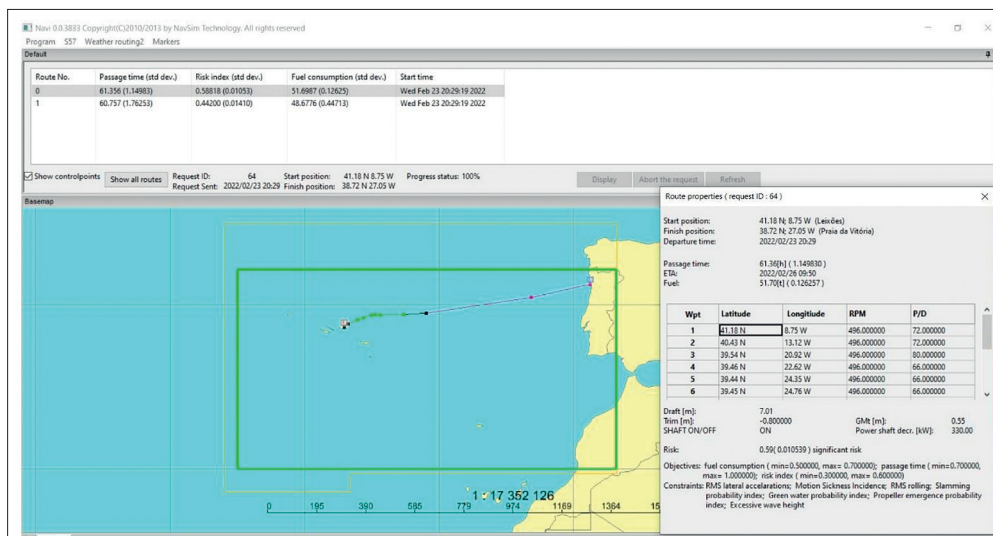 Navi 0.0.3833 Copyright(C)2010/2013 by NavSim Technology. All rights reserved
Program S57 Weather routing2 Markers
Default
Route No. Passage time (std dev.) Risk index (std dev.) Fuel consumption (std dev.) Start time
0 61.356 (1.14983) 0.58818 (0.01053) 51.6987 (0.12625) Wed Feb 23 20:29:19 2022
1 60.757 (1.76253) 0.44200 (0.01410) 48.6776 (0.44713) Wed Feb 23 20:29:19 2022
Show controlpoints Show all routes Request ID: 64 Start position: 41.18 N 8.75 W Progress status: 100% Display Abort the request Refresh
Request Sent: 2022/02/23 20:29 Finish position: 38.72 N 27.05 W
Basemap
1 : 17 352 126
0 195 390 585 779 974 1169 1364 15
Route properties ( request ID : 64 )
Start position: 41.18 N; 8.75 W (Leixões)
Finish position: 38.72 N; 27.05 W (Praia da Vitória)
Departure time: 2022/02/23 20:29
Passage time: 61.36[h] ( 1.149830 )
ETA: 2022/02/26 09:50
Fuel: 51.70[t] ( 0.126257 )
Wpt Latitude Longitiude RPM P/D
1 41.18 N 8.75 W 496.000000 72.000000
2 40.43 N 13.12 W 496.000000 72.000000
3 39.54 N 20.92 W 496.000000 80.000000
4 39.46 N 22.62 W 496.000000 66.000000
5 39.44 N 24.35 W 496.000000 66.000000
6 39.45 N 24.76 W 496.000000 66.000000
Draft [m]: 7.01
Trim [m]: -0.800000 GMt [m]: 0.55
SHAFT ON/OFF ON Power shaft decr. [kW]: 330.00
Risk: 0.59( 0.010539 ) significant risk
Objectives: fuel consumption ( min=0.500000, max= 0.700000); passage time ( min=0.700000,
max= 1.000000); risk index ( min=0.300000, max= 0.600000)
Constraints: RMS lateral accelarations; Motion Sickness Incidence; RMS rolling; Slamming
probability index; Green water probability index; Propeller emergence probability
index; Excessive wave height